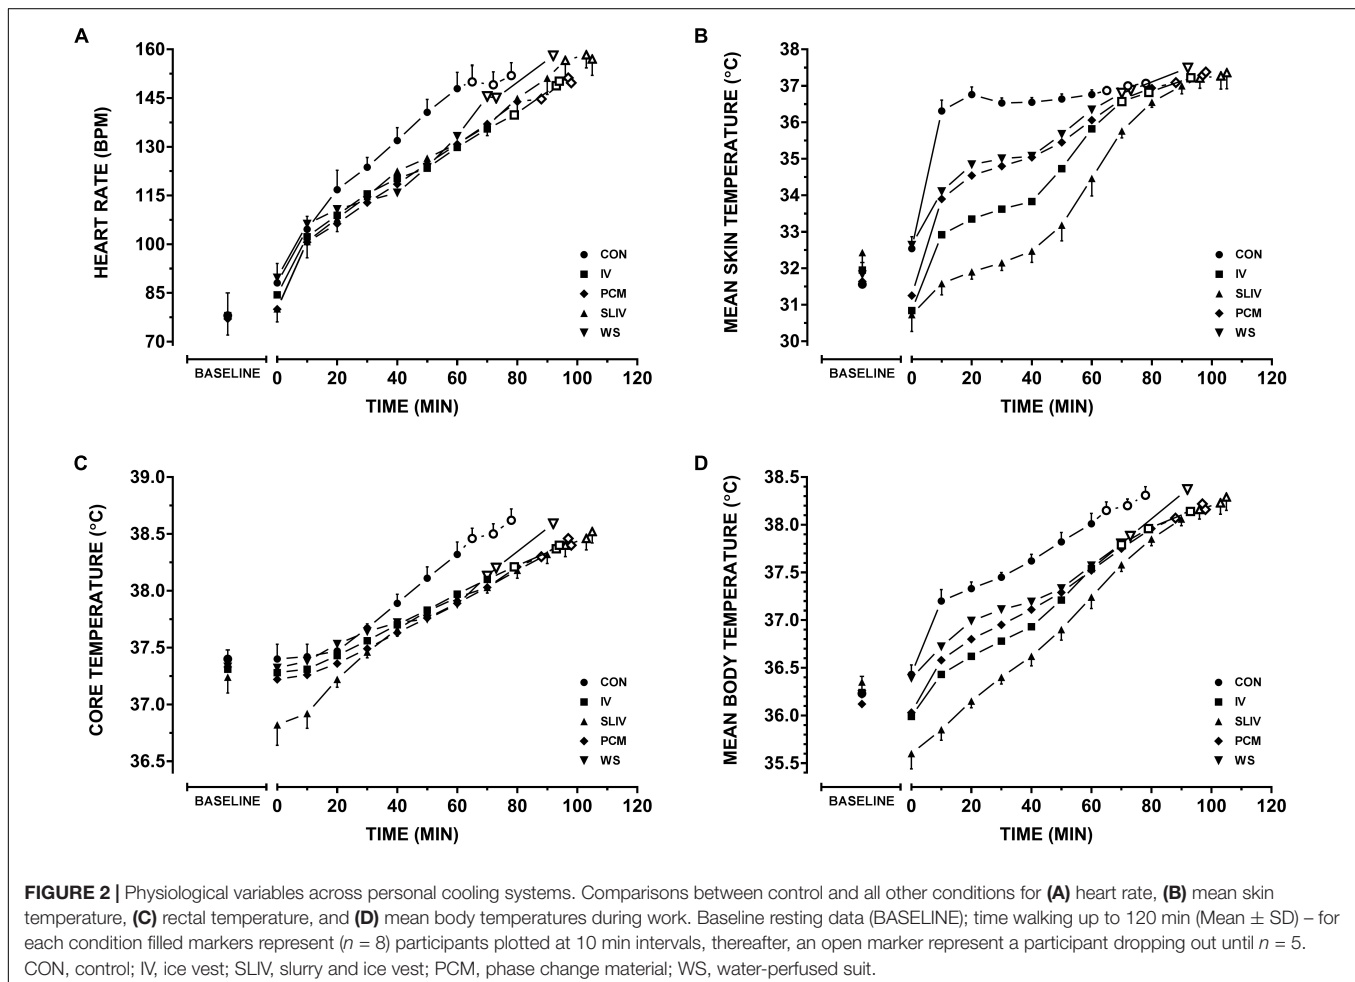 A
HEART RATE (BPM)
160
145
130
115
100
85
70
CON
IV
PCM
SLIV
WS
BASELINE
0 20 40 60 80 100 120
TIME (MIN)
B
MEAN SKIN TEMPERATURE (°C)
38
37
36
35
34
33
32
31
30
CON
IV
SLIV
PCM
WS
BASELINE
0 20 40 60 80 100 120
TIME (MIN)
C
CORE TEMPERATURE (°C)
39.0
38.5
38.0
37.5
37.0
36.5
CON
IV
SLIV
PCM
WS
BASELINE
0 20 40 60 80 100 120
TIME (MIN)
D
MEAN BODY TEMPERATURE (°C)
38.5
38.0
37.5
37.0
36.5
36.0
35.5
CON
IV
SLIV
PCM
WS
BASELINE
0 20 40 60 80 100 120
TIME (MIN)
FIGURE 2 | Physiological variables across personal cooling systems. Comparisons between control and all other conditions for (A) heart rate, (B) mean skin
temperature, (C) rectal temperature, and (D) mean body temperatures during work. Baseline resting data (BASELINE); time walking up to 120 min (Mean ± SD) – for
each condition filled markers represent (n = 8) participants plotted at 10 min intervals, thereafter, an open marker represent a participant dropping out until n = 5.
CON, control; IV, ice vest; SLIV, slurry and ice vest; PCM, phase change material; WS, water-perfused suit.